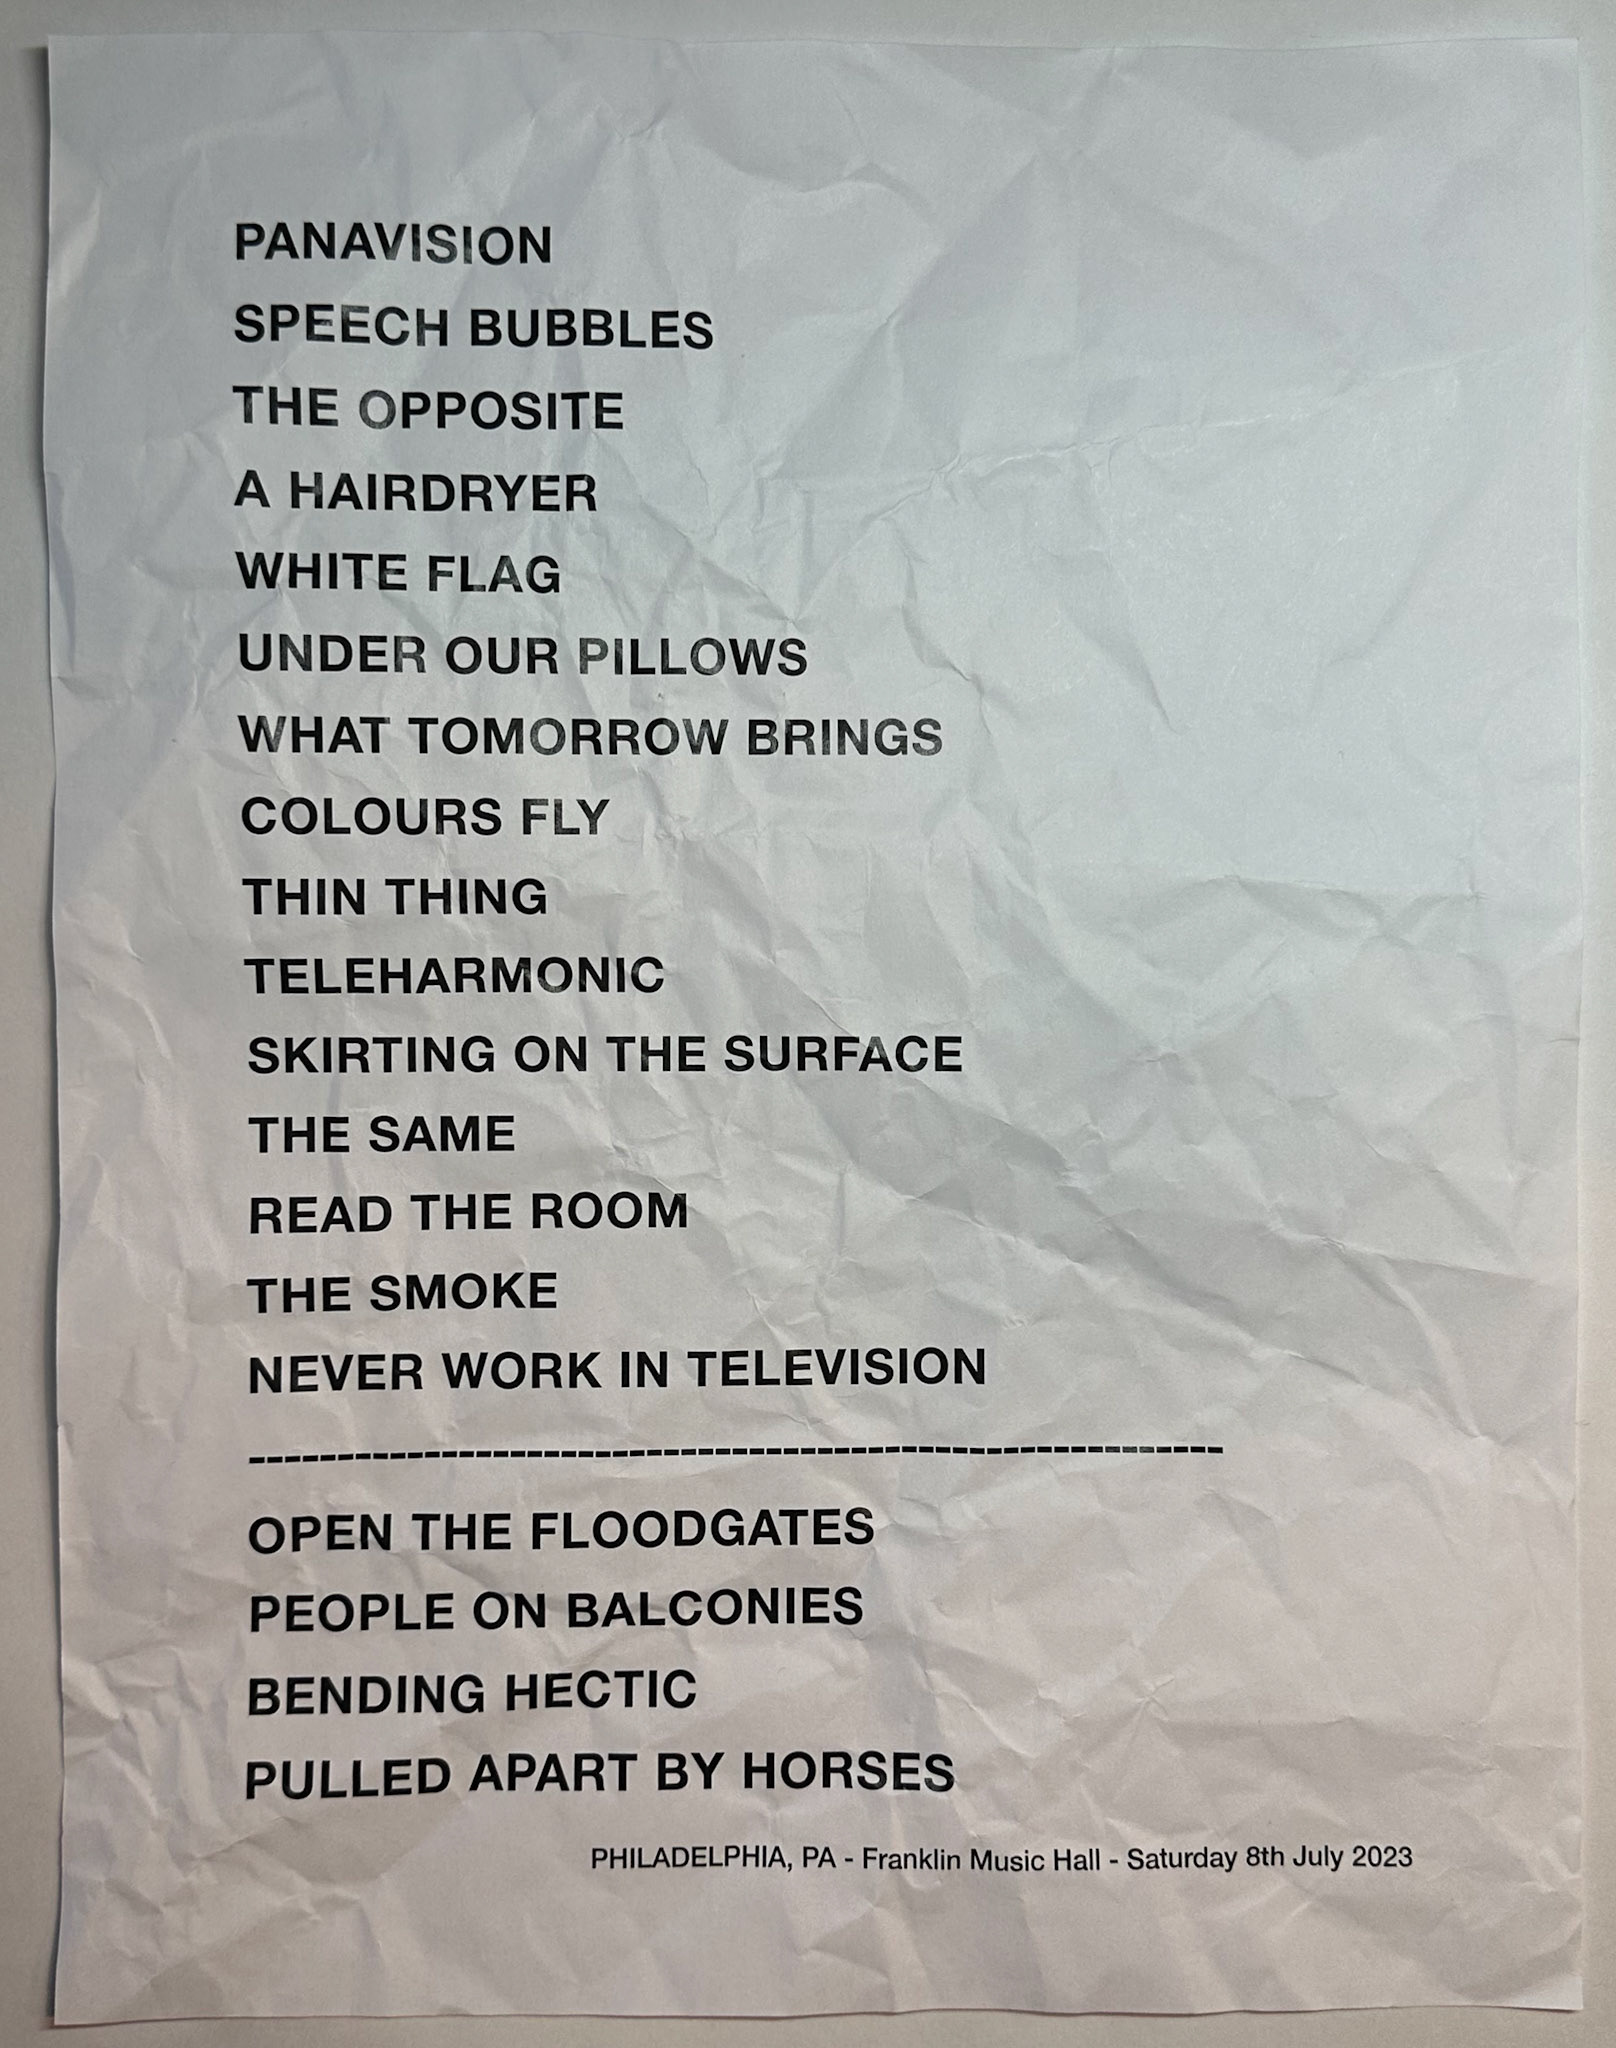 PANAVISION
SPEECH BUBBLES
THE OPPOSITE
A HAIRDRYER
WHITE FLAG
UNDER OUR PILLOWS
WHAT TOMORROW BRINGS
COLOURS FLY
THIN THING
TELEHARMONIC
SKIRTING ON THE SURFACE
THE SAME
READ THE ROOM
THE SMOKE
NEVER WORK IN TELEVISION
------------------------------------------------------
OPEN THE FLOODGATES
PEOPLE ON BALCONIES
BENDING HECTIC
PULLED APART BY HORSES
PHILADELPHIA, PA - Franklin Music Hall - Saturday 8th July 2023